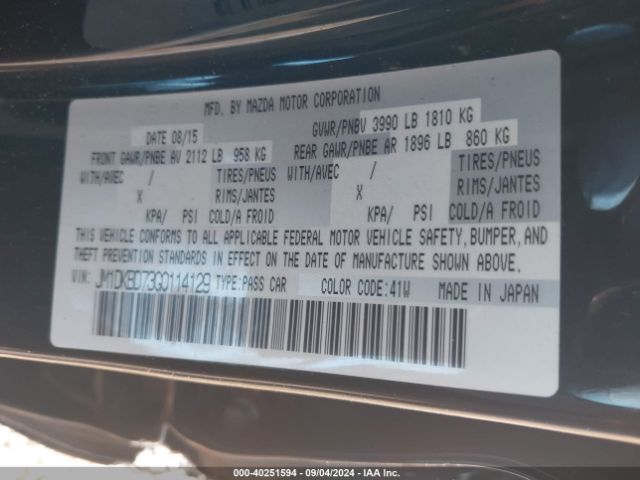 MFD. BY MAZDA MOTOR CORPORATION
DATE 08/15 GVWR/PNBV 3990 LB 1810 KG
FRONT GAWR/PNBE AV 2112 LB 958 KG REAR GAWR/PNBE AR 1896 LB 860 KG
WITH/AVEC / TIRES/PNEUS WITH/AVEC / TIRES/PNEUS
X RIMS/JANTES X RIMS/JANTES
KPA/ PSI COLD/A FROID KPA/ PSI COLD/A FROID
THIS VEHICLE CONFORMS TO ALL APPLICABLE FEDERAL MOTOR VEHICLE SAFETY, BUMPER, AND
THEFT PREVENTION STANDARDS IN EFFECT ON THE DATE OF MANUFACTURE SHOWN ABOVE.
VIN: JM1DKBD73G0114129 TYPE:PASS CAR COLOR CODE:41W MADE IN JAPAN
000-40251594 - 09/04/2024 - IAA Inc.